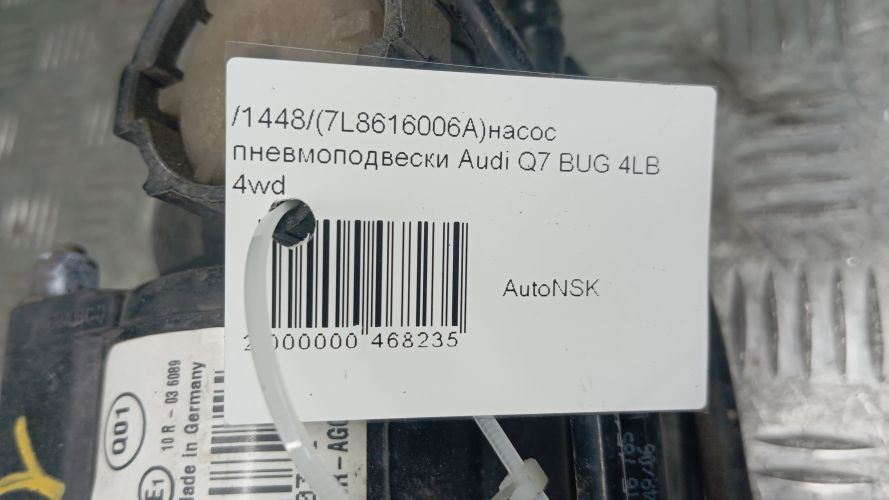 /1448/(7L8616006A)насос
пневмоподвески Audi Q7 BUG 4LB
4wd
AutoNSK
2000000 468235
Q01
10 R - 03 6089
Made in Germany
E1